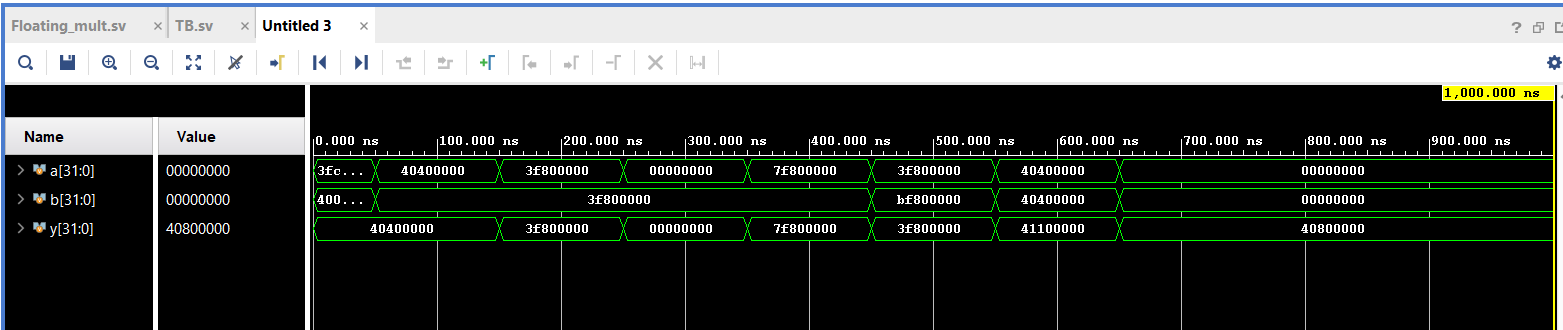 Floating_mult.sv × TB.sv × Untitled 3 × ?
1,000.000 ns
Name Value
0.000 ns 100.000 ns 200.000 ns 300.000 ns 400.000 ns 500.000 ns 600.000 ns 700.000 ns 800.000 ns 900.000 ns
a[31:0] 00000000 3fc... 40400000 3f800000 00000000 7f800000 3f800000 40400000 00000000
b[31:0] 00000000 400... 3f800000 bf800000 40400000 00000000
y[31:0] 40800000 40400000 3f800000 00000000 7f800000 3f800000 41100000 40800000